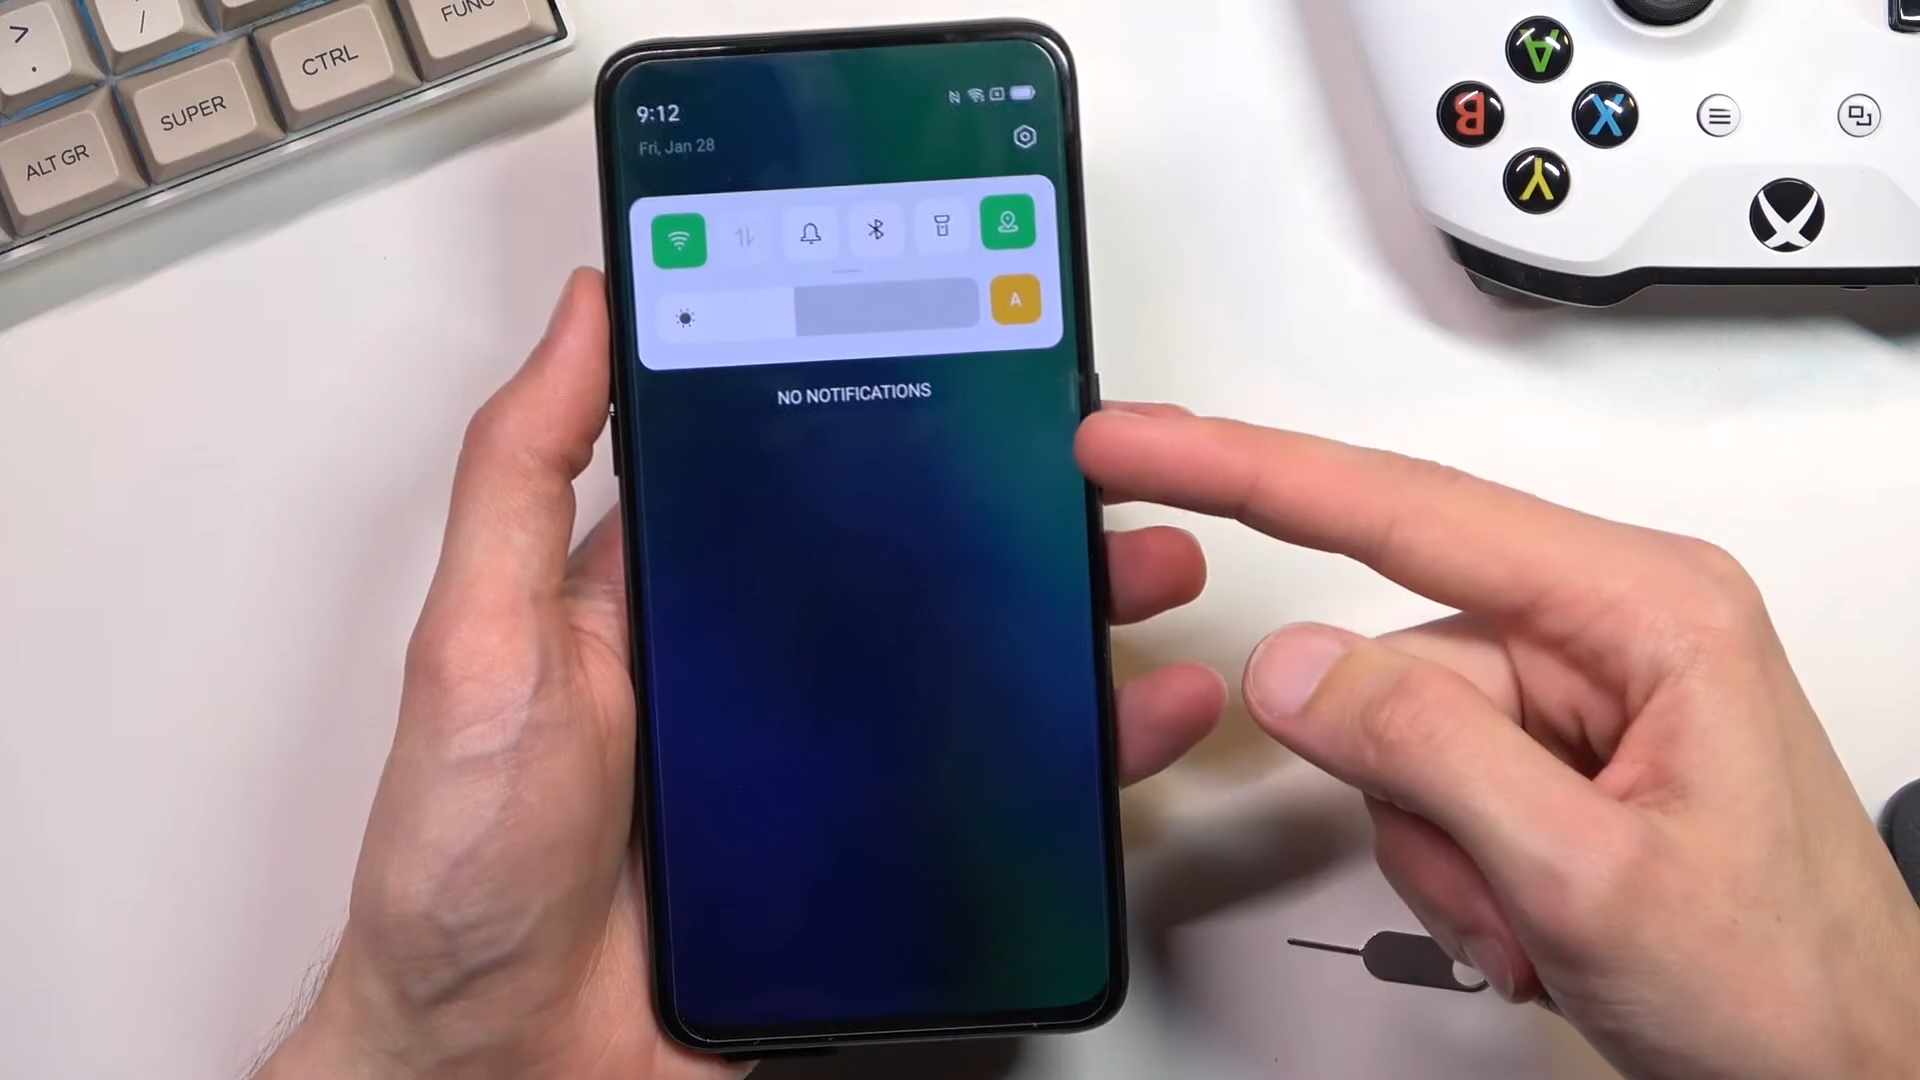 >
.
/
FUNC
CTRL
SUPER
ALT GR
9:12
Fri, Jan 28
A
NO NOTIFICATIONS
A
B
X
Y